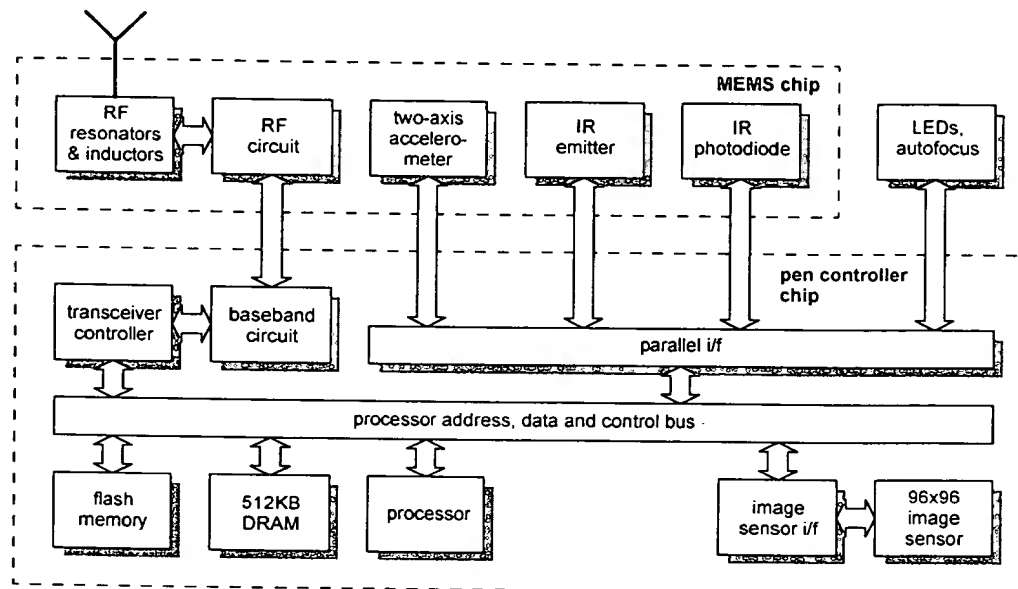 MEMS chip
RF
resonators
& inductors
RF
circuit
two-axis
accelero-
meter
IR
emitter
IR
photodiode
LEDs,
autofocus
pen controller
chip
transceiver
controller
baseband
circuit
parallel i/f
processor address, data and control bus
flash
memory
512KB
DRAM
processor
image
sensor i/f
96x96
image
sensor